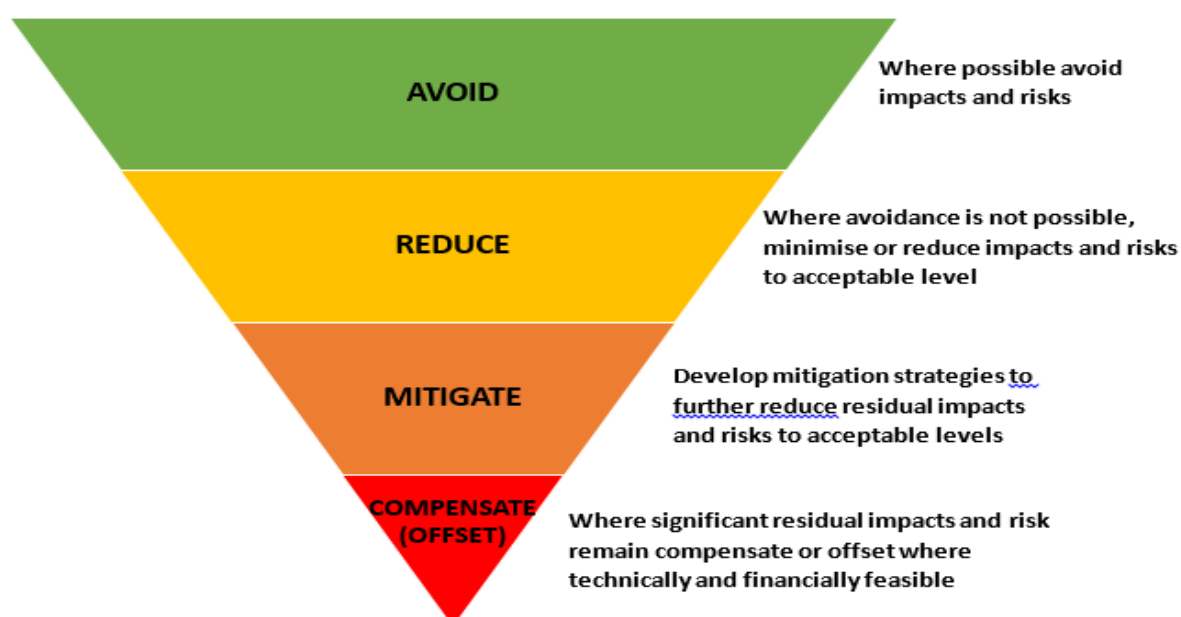 AVOID
Where possible avoid
impacts and risks
REDUCE
Where avoidance is not possible,
minimise or reduce impacts and risks
to acceptable level
MITIGATE
Develop mitigation strategies to
further reduce residual impacts
and risks to acceptable levels
COMPENSATE
(OFFSET)
Where significant residual impacts and risk
remain compensate or offset where
technically and financially feasible